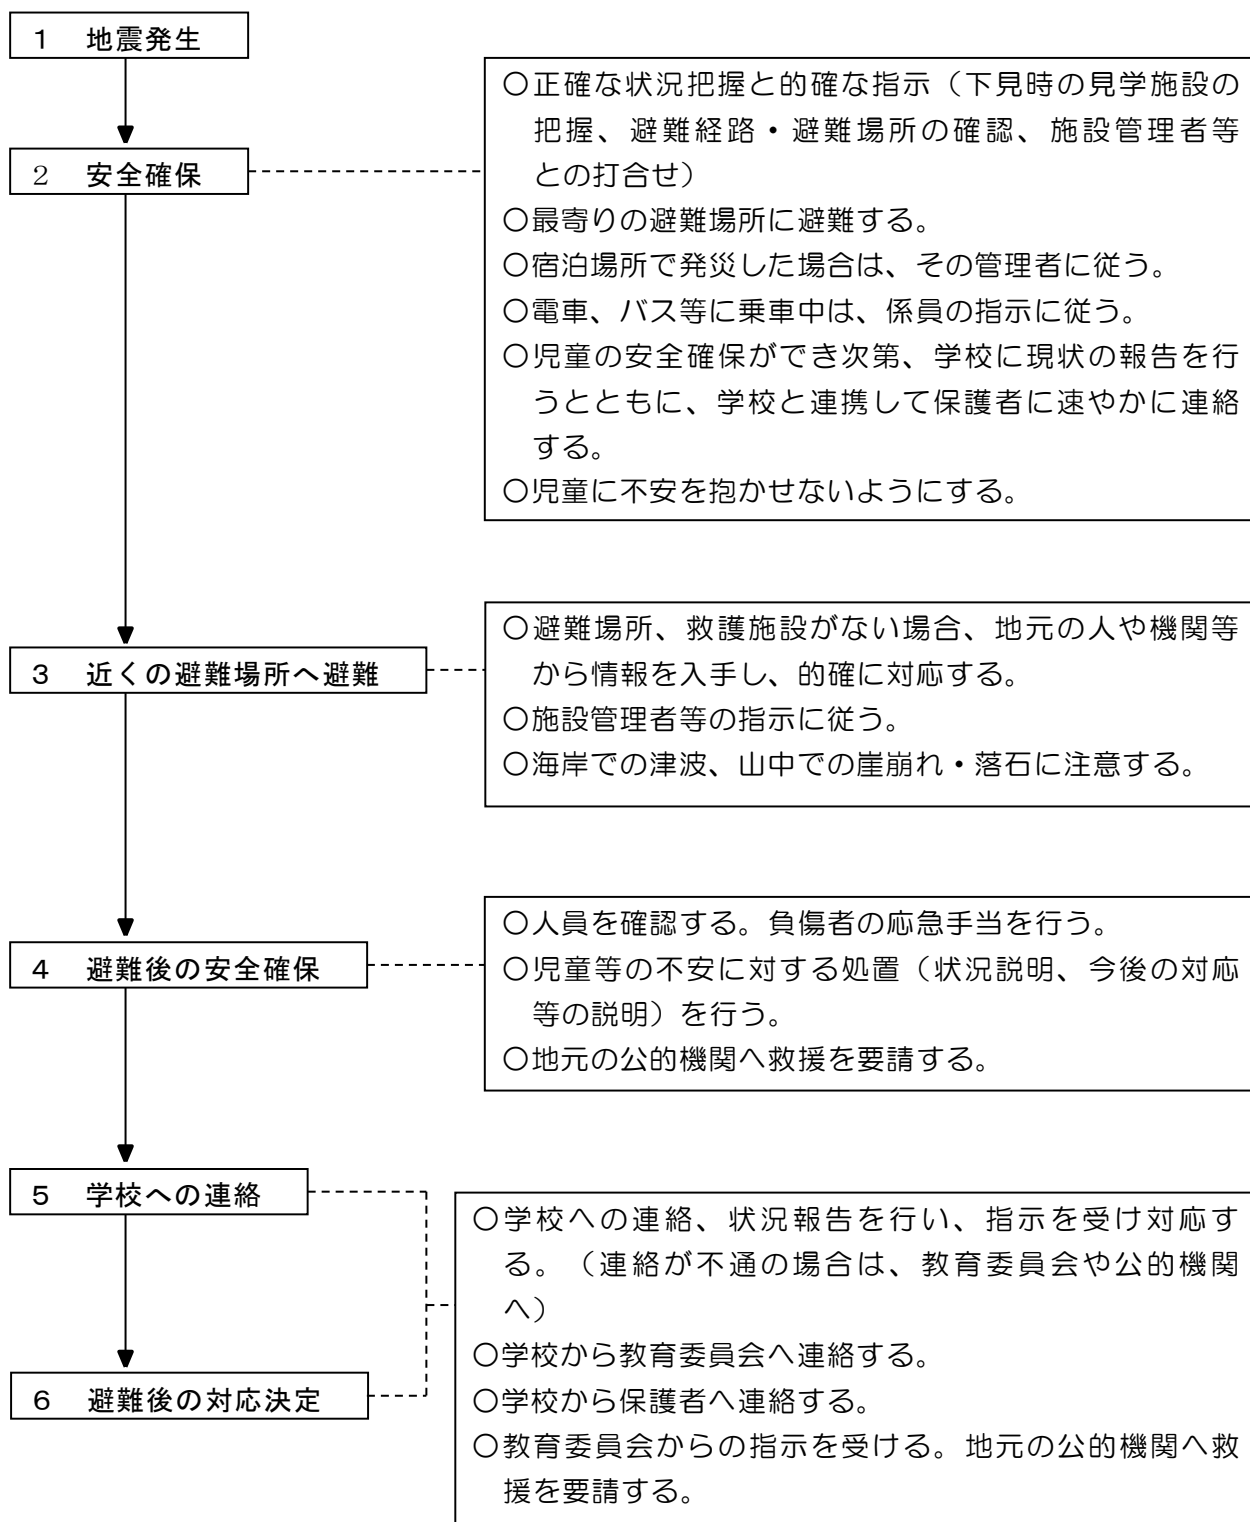 １　地震発生
２　安全確保
〇正確な状況把握と的確な指示（下見時の見学施設の
把握、避難経路・避難場所の確認、施設管理者等
との打合せ）
〇最寄りの避難場所に避難する。
〇宿泊場所で発災した場合は、その管理者に従う。
〇電車、バス等に乗車中は、係員の指示に従う。
〇児童の安全確保ができ次第、学校に現状の報告を行
うとともに、学校と連携して保護者に速やかに連絡
する。
〇児童に不安を抱かせないようにする。
３　近くの避難場所へ避難
〇避難場所、救護施設がない場合、地元の人や機関等
から情報を入手し、的確に対応する。
〇施設管理者等の指示に従う。
〇海岸での津波、山中での崖崩れ・落石に注意する。
４　避難後の安全確保
〇人員を確認する。負傷者の応急手当を行う。
〇児童等の不安に対する処置（状況説明、今後の対応
等の説明）を行う。
〇地元の公的機関へ救援を要請する。
５　学校への連絡
６　避難後の対応決定
〇学校への連絡、状況報告を行い、指示を受け対応す
る。（連絡が不通の場合は、教育委員会や公的機関
へ）
〇学校から教育委員会へ連絡する。
〇学校から保護者へ連絡する。
〇教育委員会からの指示を受ける。地元の公的機関へ救
援を要請する。